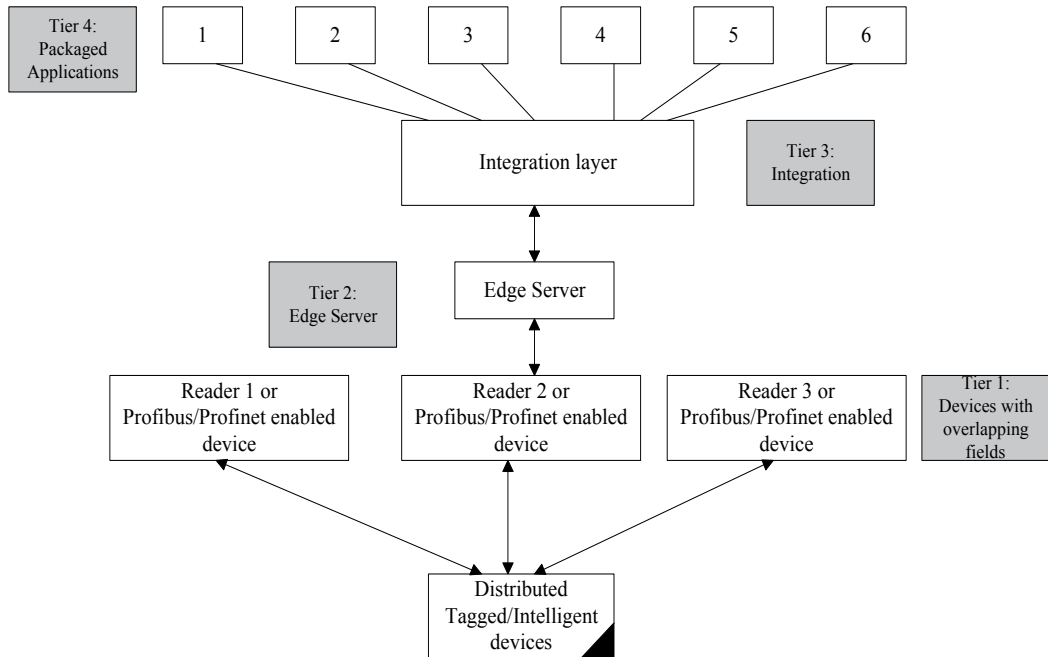 Tier 4:
Packaged
Applications
1
2
3
4
5
6
Integration layer
Tier 3:
Integration
Tier 2:
Edge Server
Edge Server
Reader 1 or
Profibus/Profinet enabled
device
Reader 2 or
Profibus/Profinet enabled
device
Reader 3 or
Profibus/Profinet enabled
device
Tier 1:
Devices with
overlapping
fields
Distributed
Tagged/Intelligent
devices